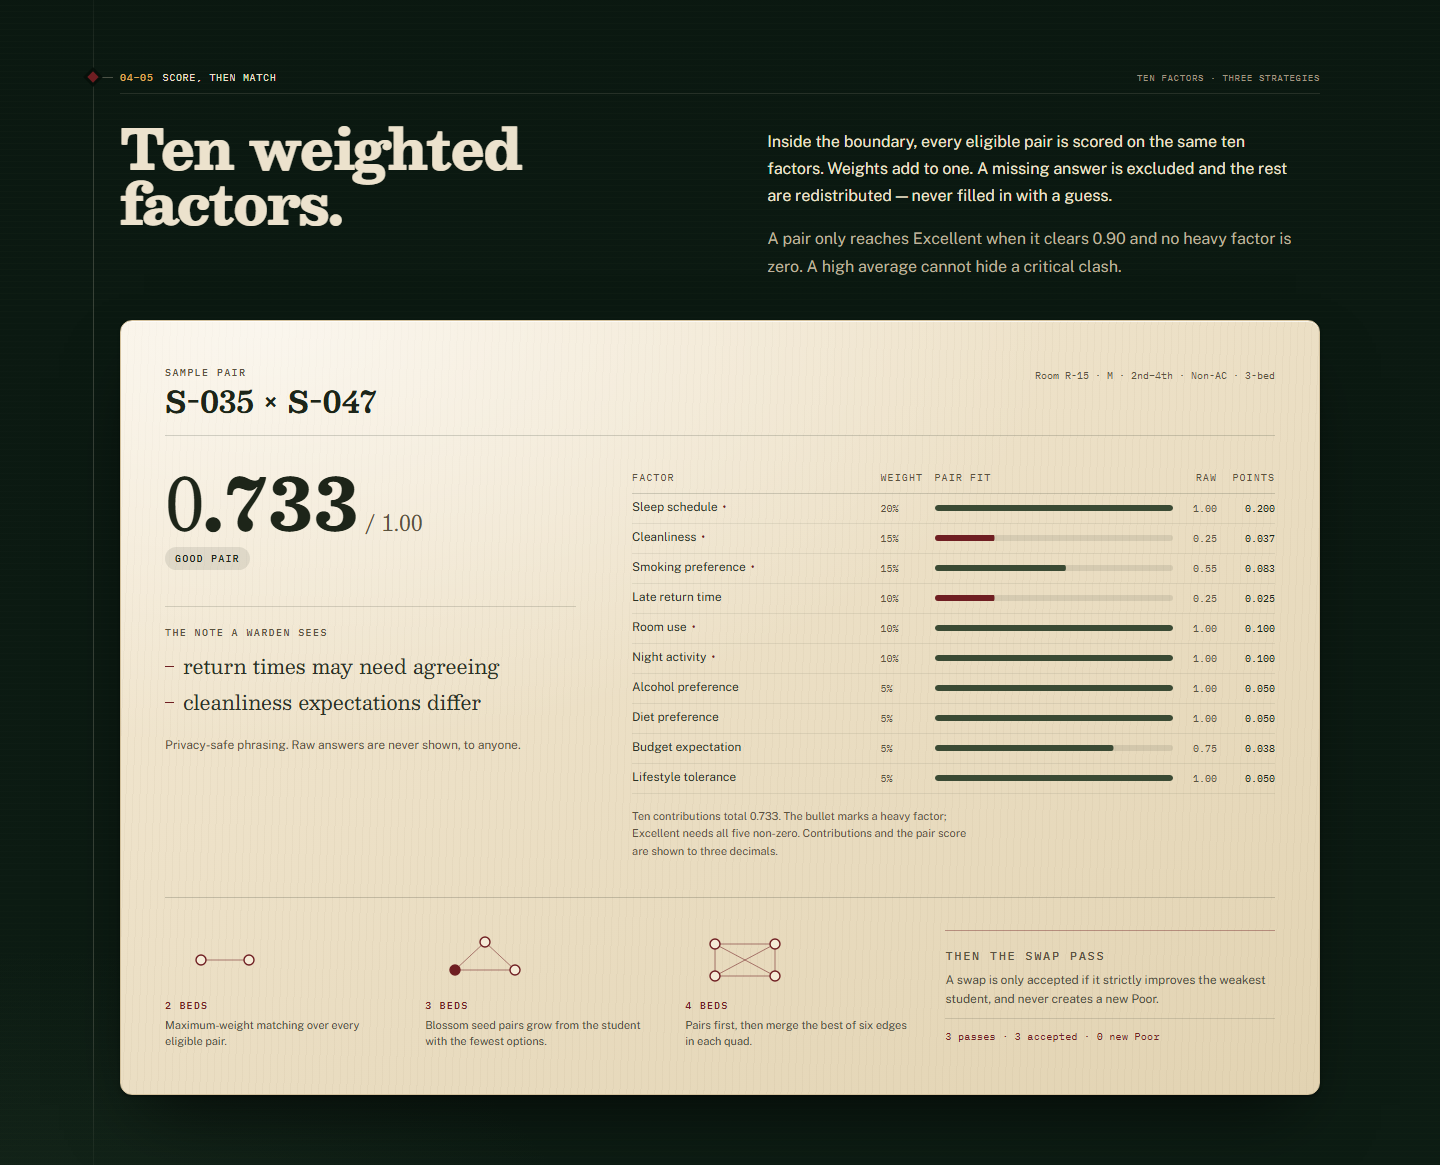 04–05 SCORE, THEN MATCH
TEN FACTORS · THREE STRATEGIES
Ten weighted
factors.
Inside the boundary, every eligible pair is scored on the same ten
factors. Weights add to one. A missing answer is excluded and the rest
are redistributed — never filled in with a guess.
A pair only reaches Excellent when it clears 0.90 and no heavy factor is
zero. A high average cannot hide a critical clash.
SAMPLE PAIR
S-035 × S-047
Room R-15 · M · 2nd–4th · Non-AC · 3-bed
0.733 / 1.00
GOOD PAIR
THE NOTE A WARDEN SEES
– return times may need agreeing
– cleanliness expectations differ
Privacy-safe phrasing. Raw answers are never shown, to anyone.
FACTOR WEIGHT PAIR FIT RAW POINTS
Sleep schedule • 20% 1.00 0.200
Cleanliness • 15% 0.25 0.037
Smoking preference • 15% 0.55 0.083
Late return time 10% 0.25 0.025
Room use • 10% 1.00 0.100
Night activity • 10% 1.00 0.100
Alcohol preference 5% 1.00 0.050
Diet preference 5% 1.00 0.050
Budget expectation 5% 0.75 0.038
Lifestyle tolerance 5% 1.00 0.050
Ten contributions total 0.733. The bullet marks a heavy factor;
Excellent needs all five non-zero. Contributions and the pair score
are shown to three decimals.
2 BEDS
Maximum-weight matching over every
eligible pair.
3 BEDS
Blossom seed pairs grow from the student
with the fewest options.
4 BEDS
Pairs first, then merge the best of six edges
in each quad.
THEN THE SWAP PASS
A swap is only accepted if it strictly improves the weakest
student, and never creates a new Poor.
3 passes · 3 accepted · 0 new Poor